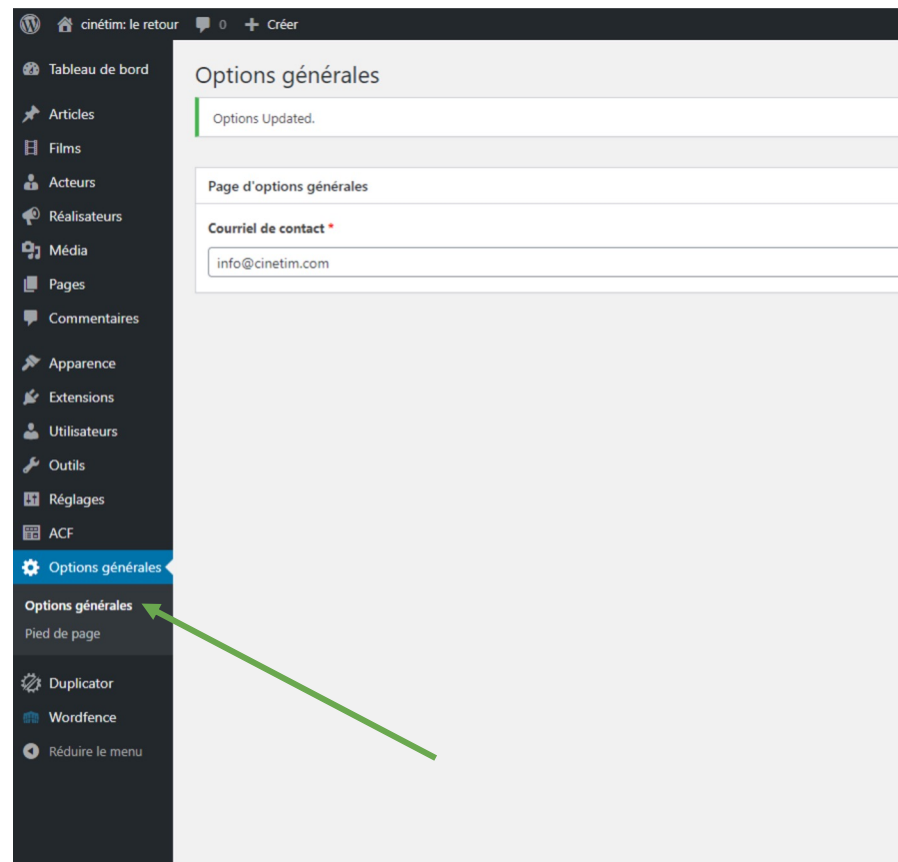 cinétim: le retour 0 + Créer
Tableau de bord
Articles
Films
Acteurs
Réalisateurs
Média
Pages
Commentaires
Apparence
Extensions
Utilisateurs
Outils
Réglages
ACF
Options générales
Options générales
Pied de page
Duplicator
Wordfence
Réduire le menu
Options générales
Options Updated.
Page d'options générales
Courriel de contact *
info@cinetim.com